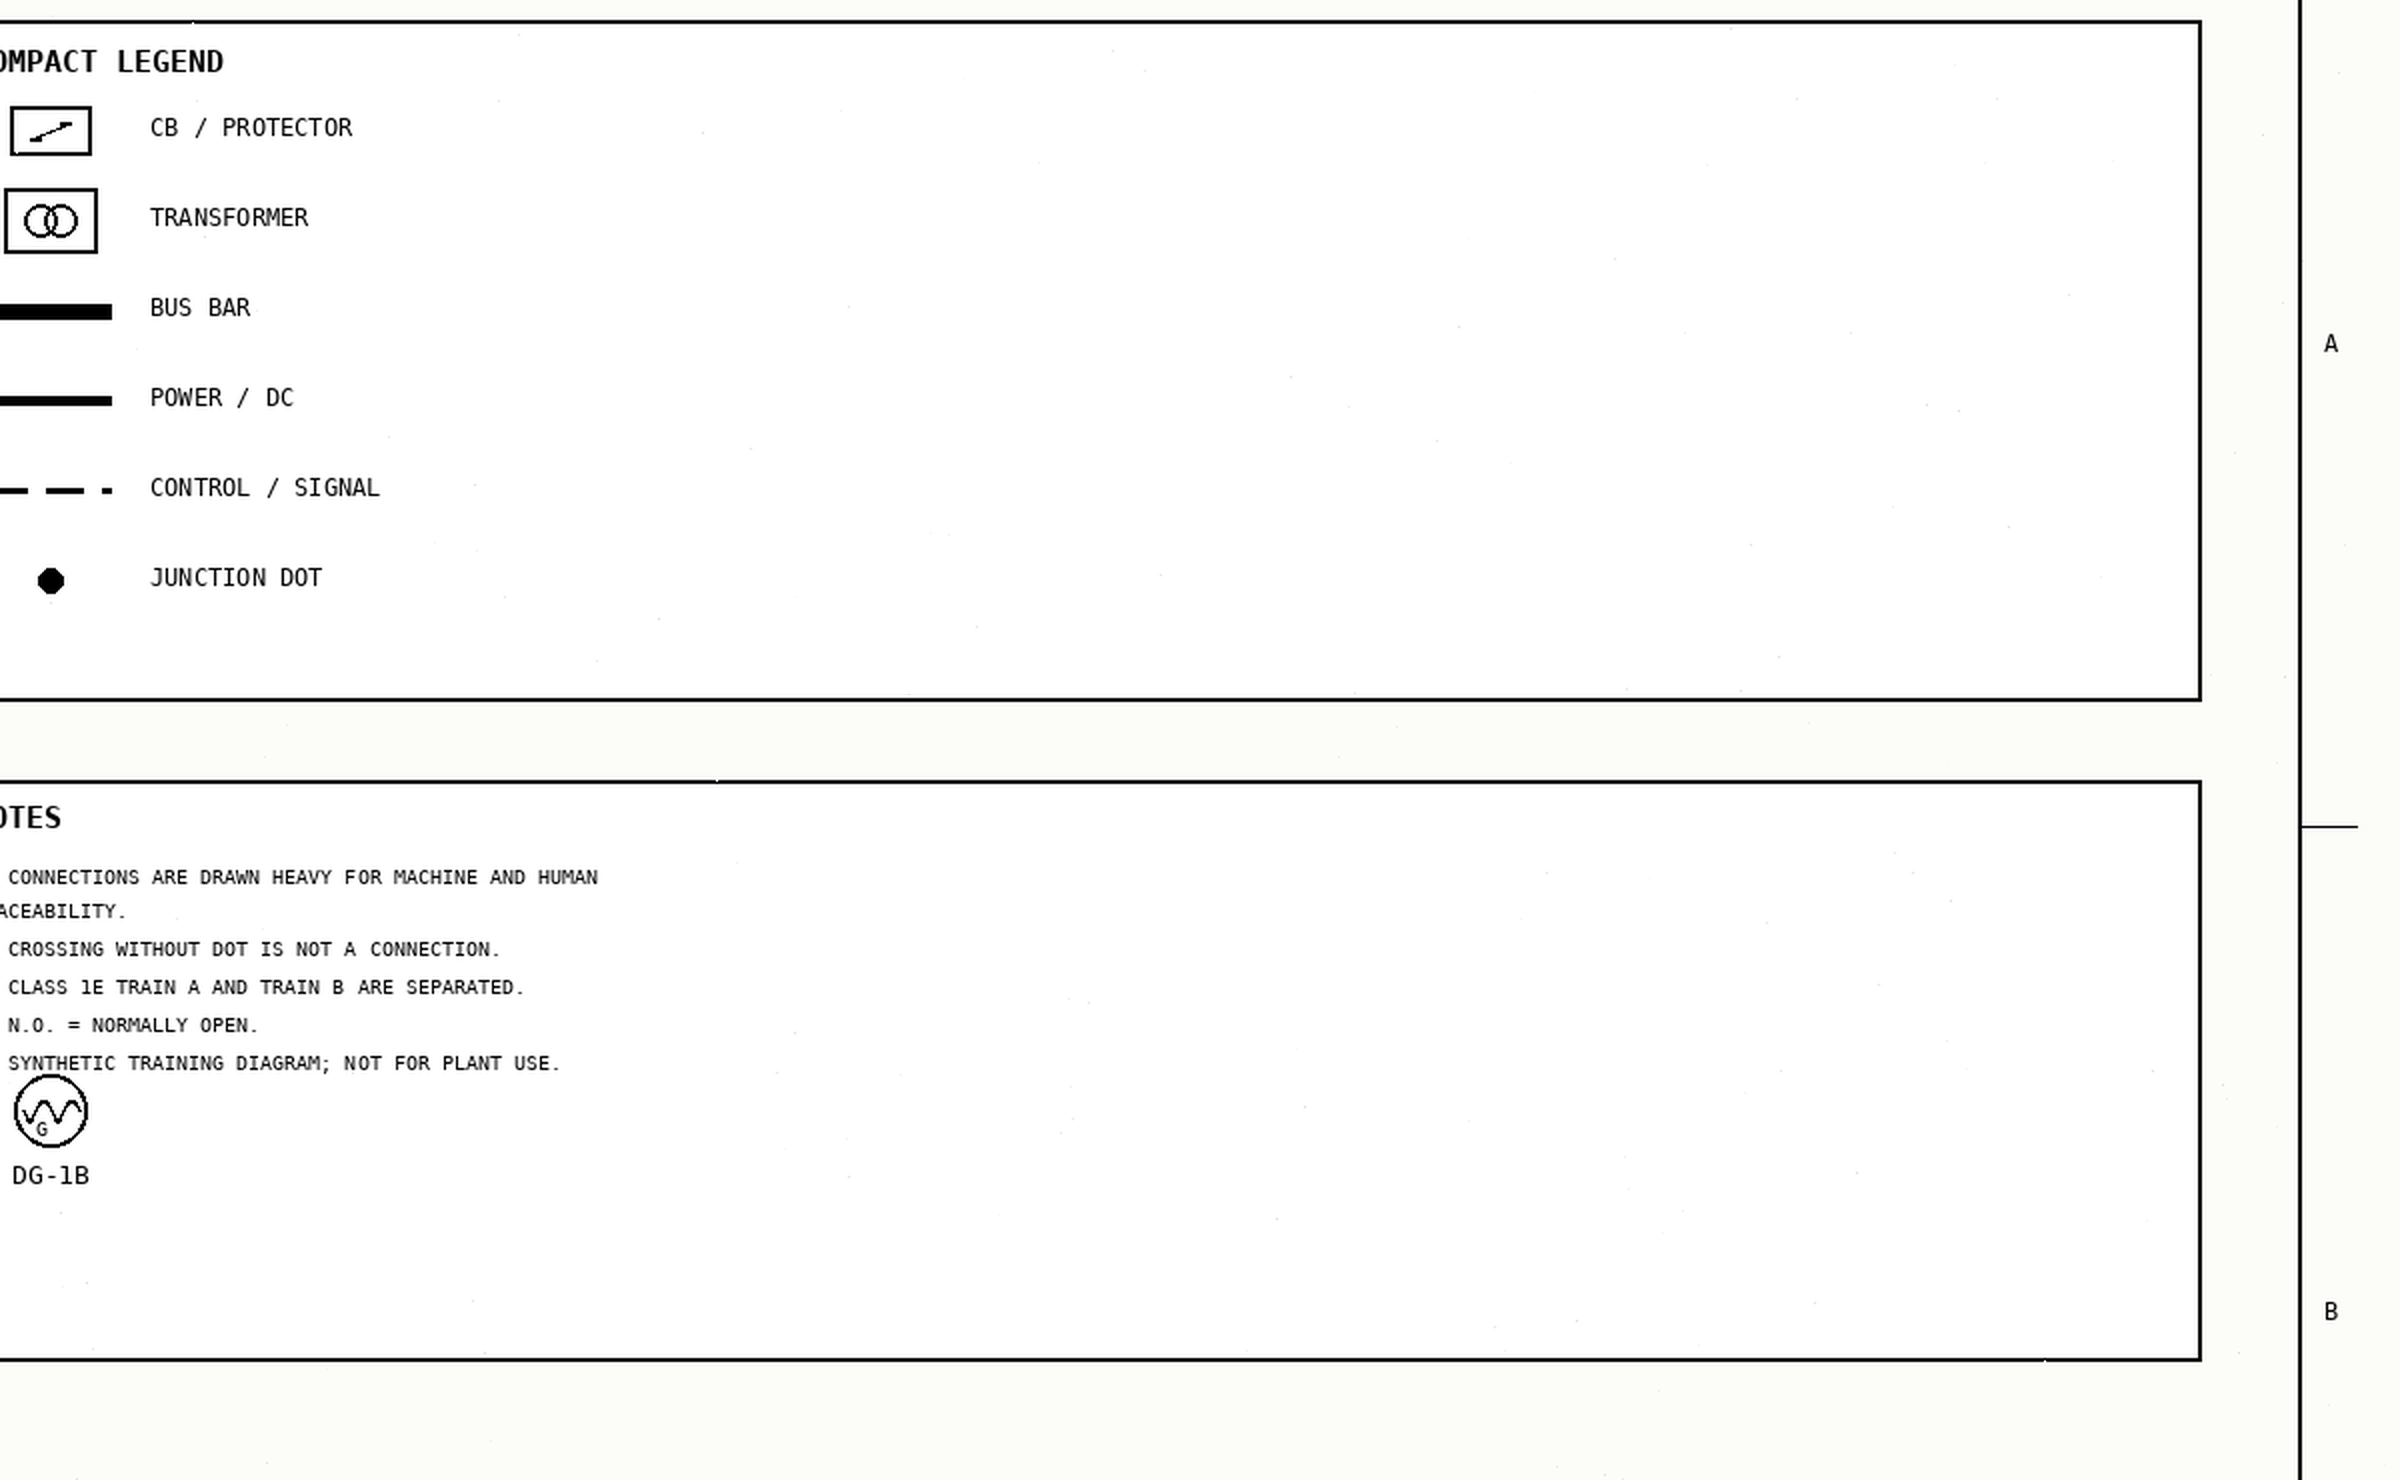 OMPACT LEGEND
CB / PROTECTOR
TRANSFORMER
BUS BAR
A
POWER / DC
CONTROL / SIGNAL
JUNCTION DOT
OTES
CONNECTIONS ARE DRAWN HEAVY FOR MACHINE AND HUMAN
ACEABILITY.
CROSSING WITHOUT DOT IS NOT A CONNECTION.
CLASS 1E TRAIN A AND TRAIN B ARE SEPARATED.
N.O. = NORMALLY OPEN.
SYNTHETIC TRAINING DIAGRAM; NOT FOR PLANT USE.
G
DG-1B
B